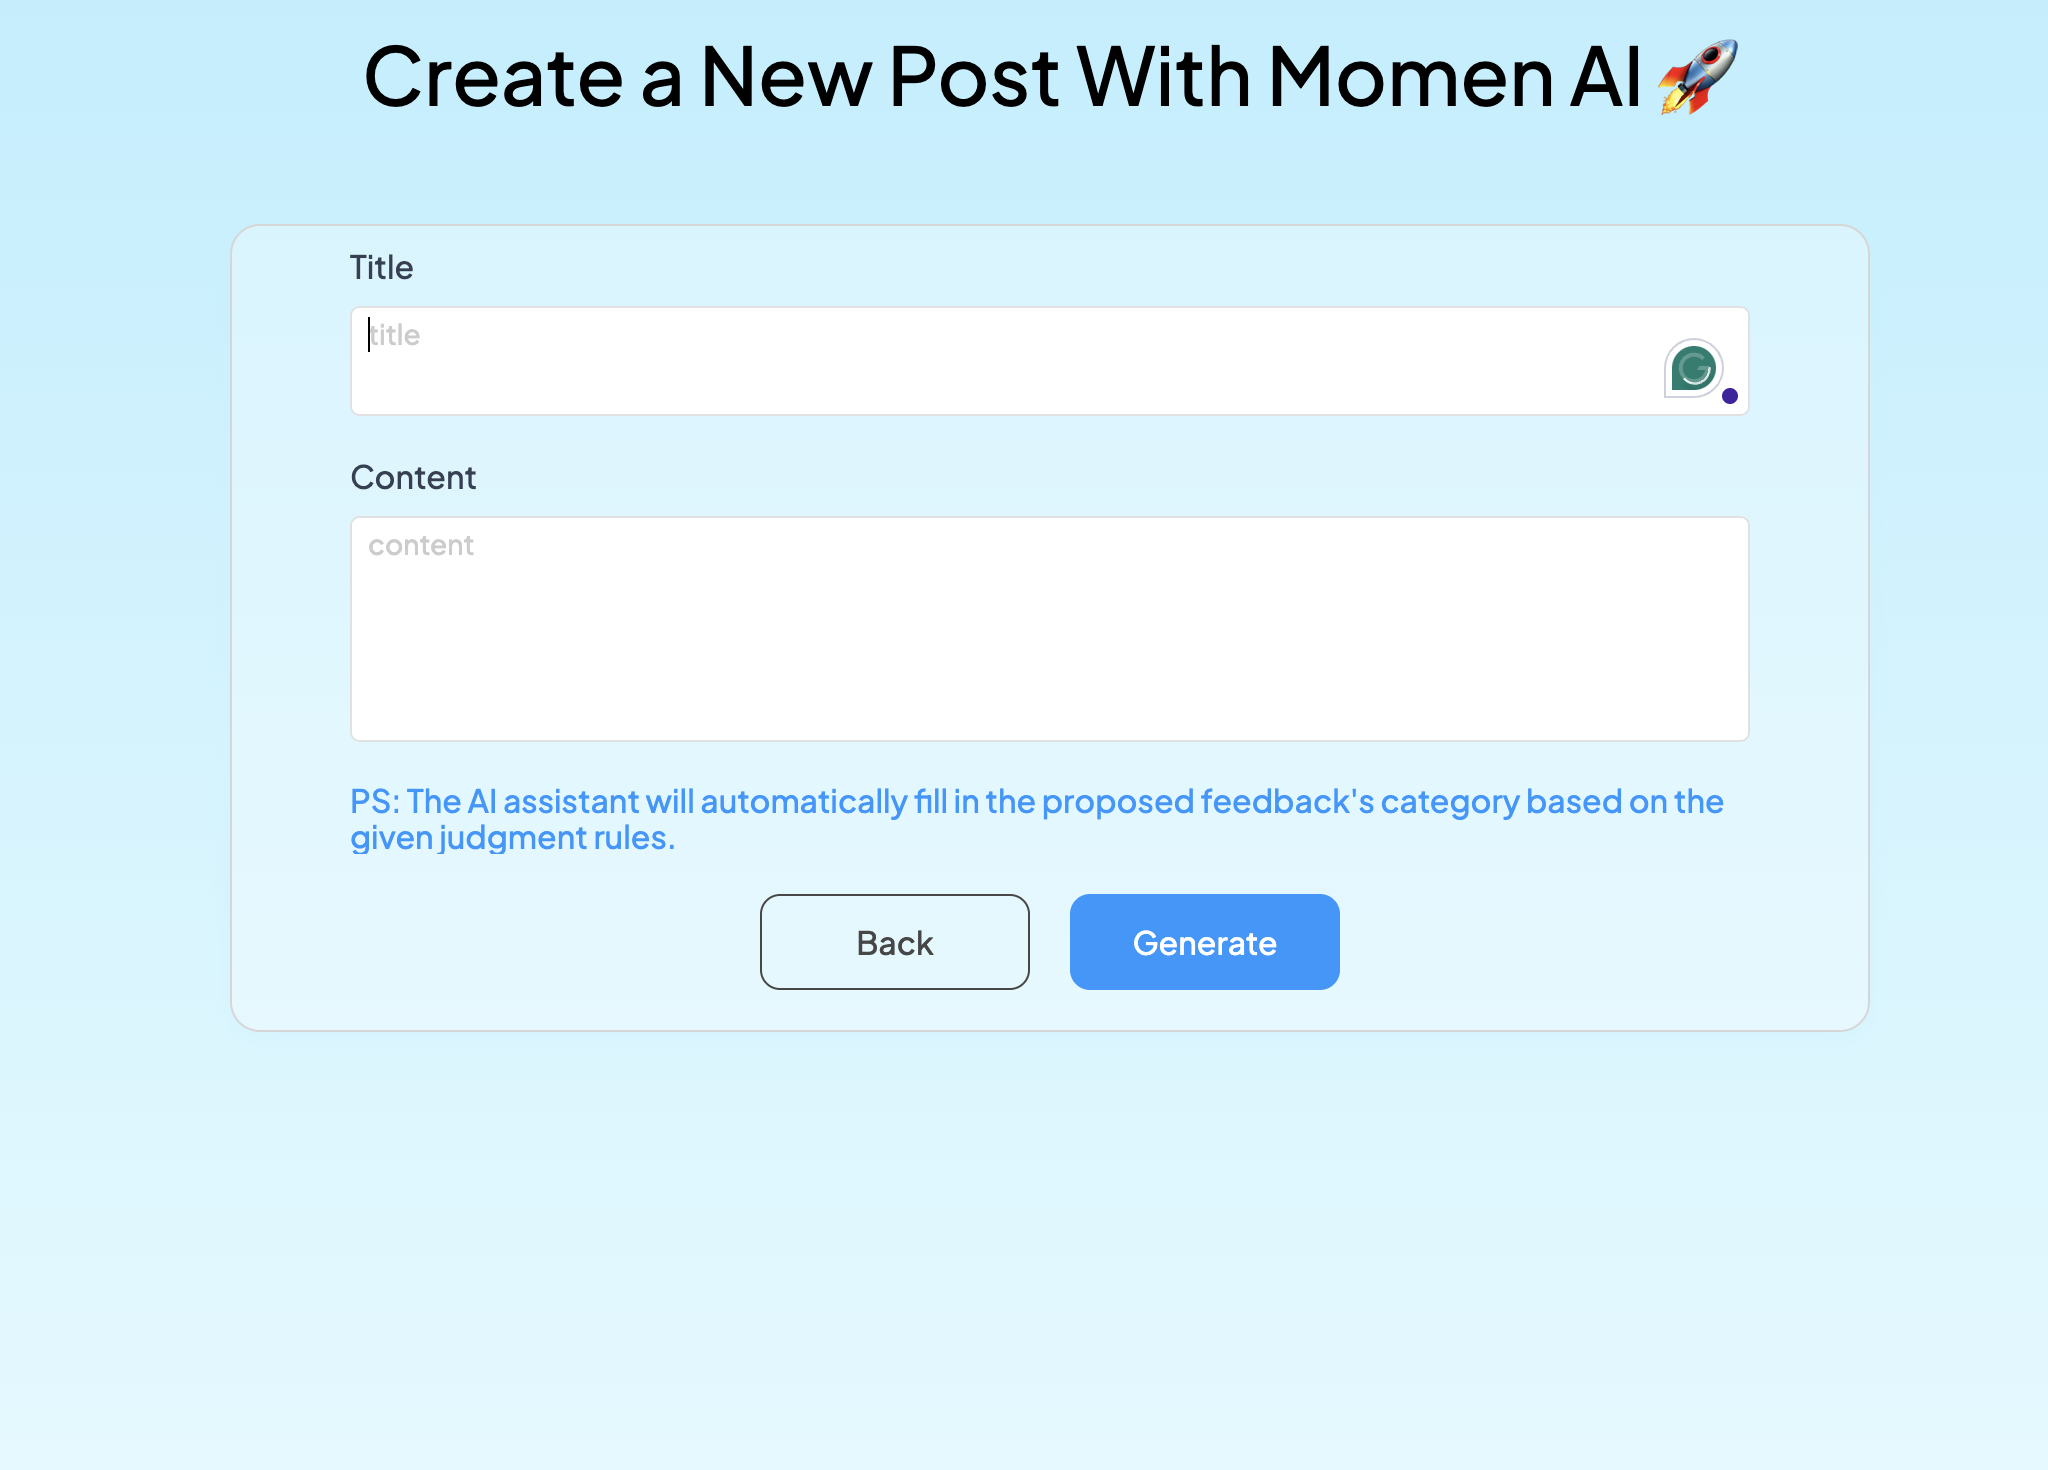 Create a New Post With Momen AI 🚀
Title
title
Content
content
PS: The AI assistant will automatically fill in the proposed feedback's category based on the
given judgment rules.
Back
Generate